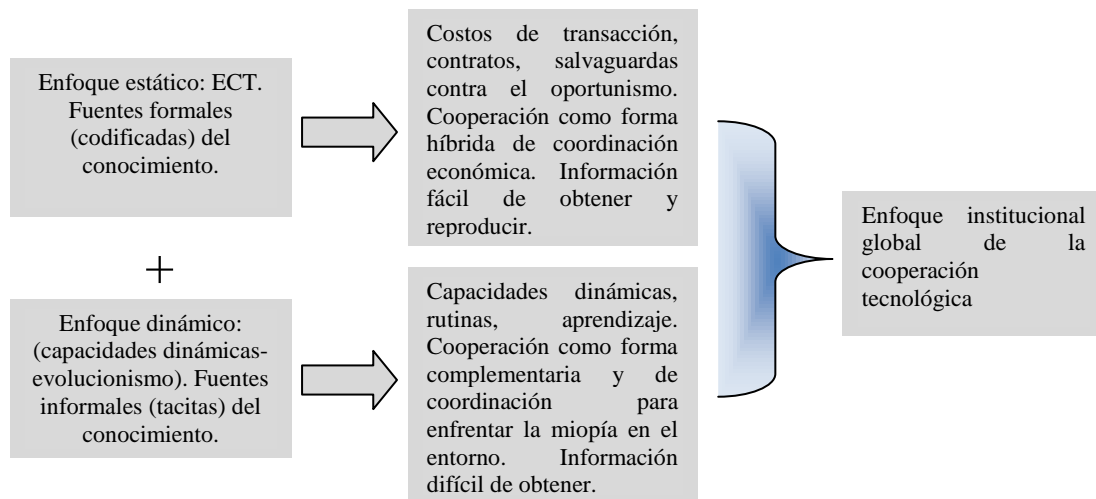 Enfoque estático: ECT.
Fuentes formales
(codificadas) del
conocimiento.
Costos de transacción,
contratos, salvaguardas
contra el oportunismo.
Cooperación como forma
híbrida de coordinación
económica. Información
fácil de obtener y
reproducir.
+
Enfoque dinámico:
(capacidades dinámicas-
evolucionismo). Fuentes
informales (tacitas) del
conocimiento.
Capacidades dinámicas,
rutinas, aprendizaje.
Cooperación como forma
complementaria y de
coordinación para
enfrentar la miopía en el
entorno. Información
difícil de obtener.
Enfoque institucional
global de la
cooperación
tecnológica